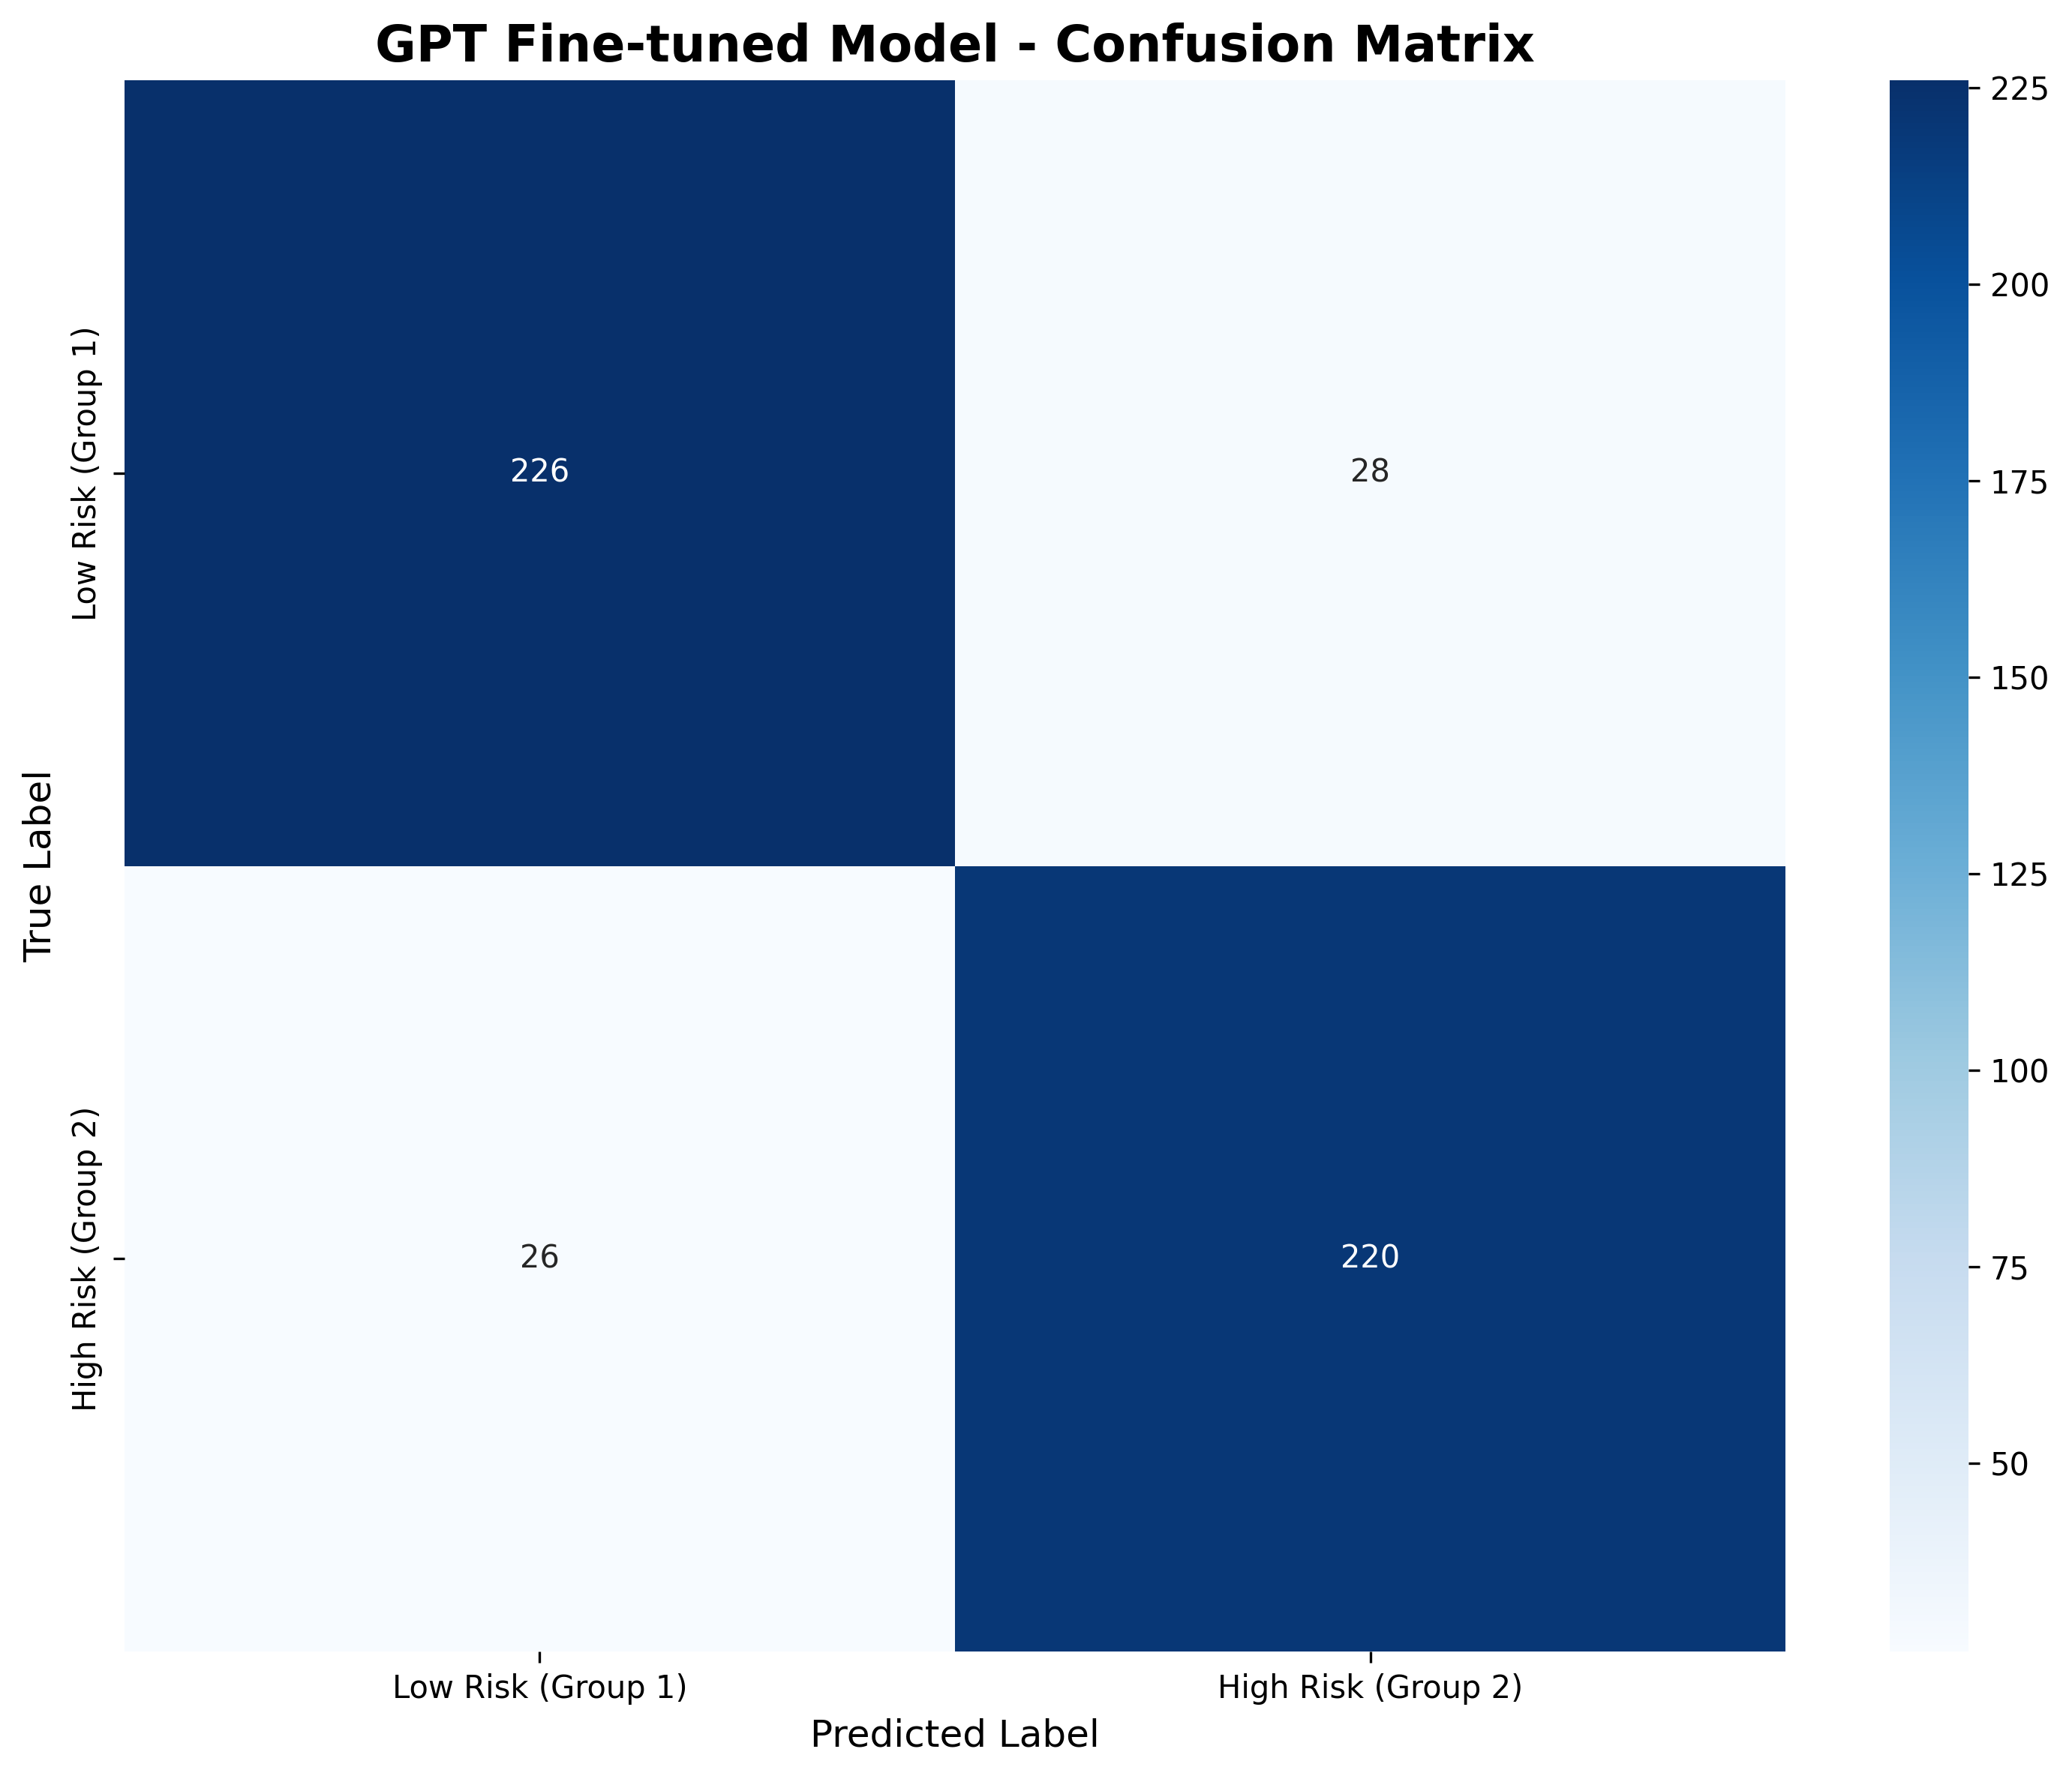 GPT Fine-tuned Model - Confusion Matrix
True Label
Low Risk (Group 1)
High Risk (Group 2)
226
28
26
220
Low Risk (Group 1)
High Risk (Group 2)
Predicted Label
225
200
175
150
125
100
75
50